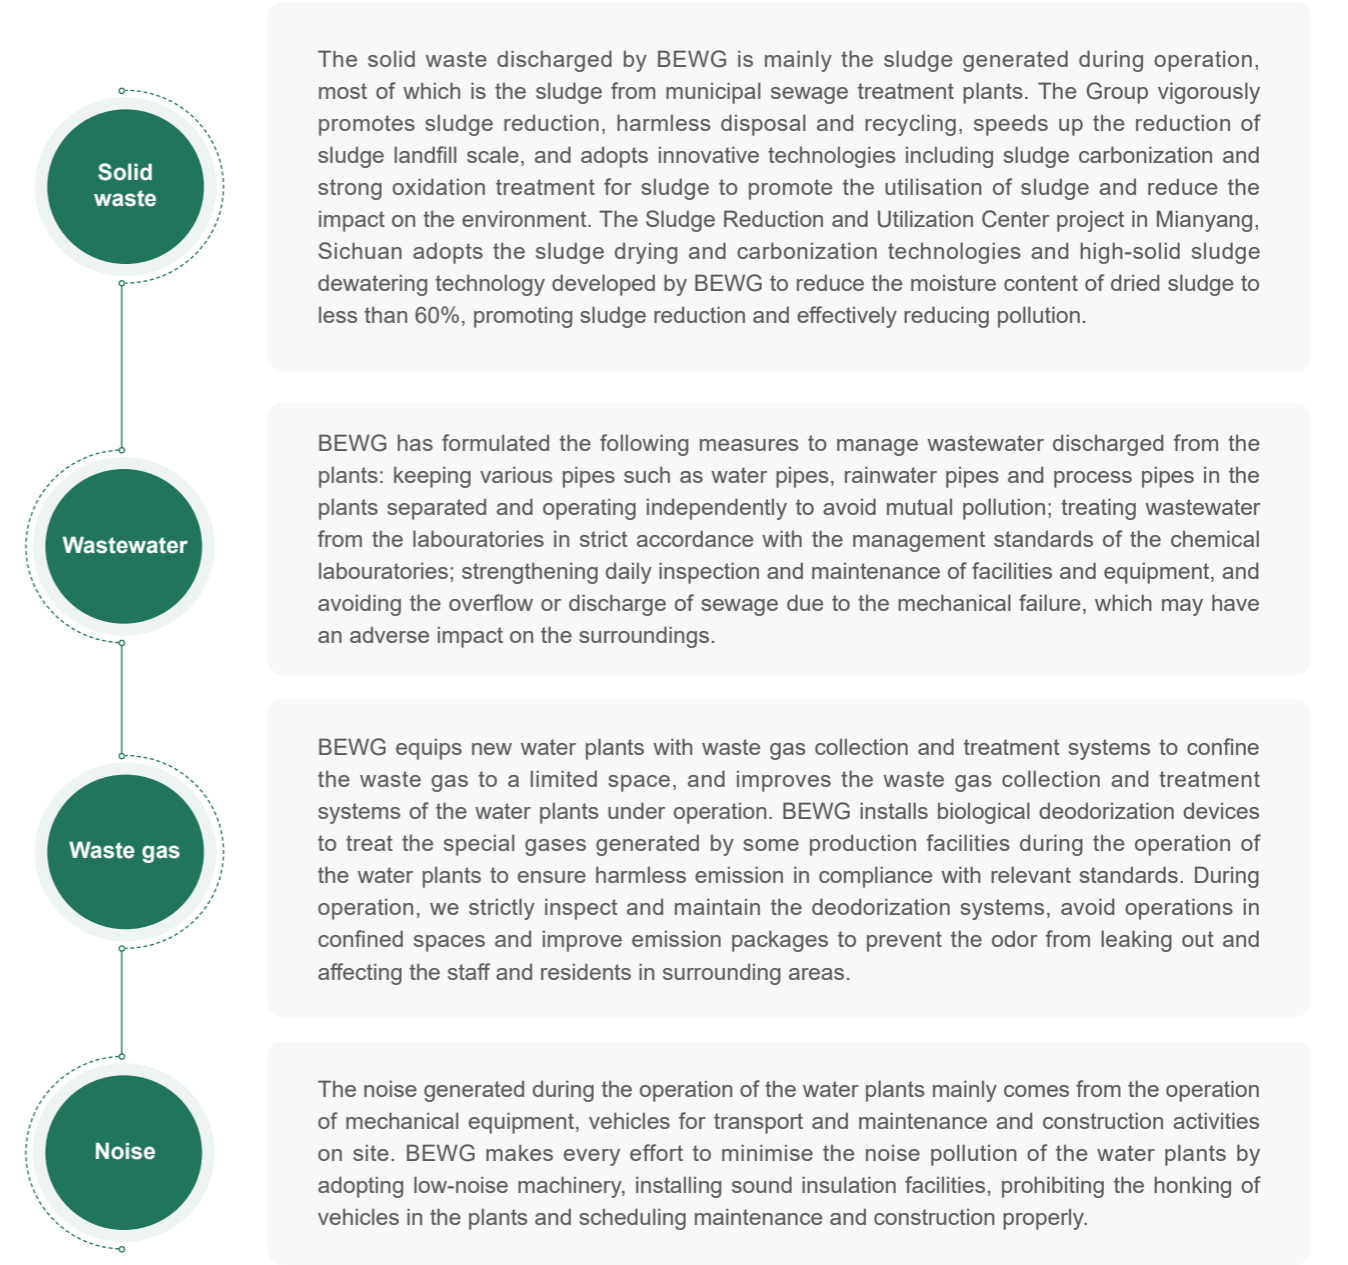 Solid
waste
The solid waste discharged by BEWG is mainly the sludge generated during operation,
most of which is the sludge from municipal sewage treatment plants. The Group vigorously
promotes sludge reduction, harmless disposal and recycling, speeds up the reduction of
sludge landfill scale, and adopts innovative technologies including sludge carbonization and
strong oxidation treatment for sludge to promote the utilisation of sludge and reduce the
impact on the environment. The Sludge Reduction and Utilization Center project in Mianyang,
Sichuan adopts the sludge drying and carbonization technologies and high-solid sludge
dewatering technology developed by BEWG to reduce the moisture content of dried sludge to
less than 60%, promoting sludge reduction and effectively reducing pollution.
Wastewater
BEWG has formulated the following measures to manage wastewater discharged from the
plants: keeping various pipes such as water pipes, rainwater pipes and process pipes in the
plants separated and operating independently to avoid mutual pollution; treating wastewater
from the labouratories in strict accordance with the management standards of the chemical
labouratories; strengthening daily inspection and maintenance of facilities and equipment, and
avoiding the overflow or discharge of sewage due to the mechanical failure, which may have
an adverse impact on the surroundings.
Waste gas
BEWG equips new water plants with waste gas collection and treatment systems to confine
the waste gas to a limited space, and improves the waste gas collection and treatment
systems of the water plants under operation. BEWG installs biological deodorization devices
to treat the special gases generated by some production facilities during the operation of
the water plants to ensure harmless emission in compliance with relevant standards. During
operation, we strictly inspect and maintain the deodorization systems, avoid operations in
confined spaces and improve emission packages to prevent the odor from leaking out and
affecting the staff and residents in surrounding areas.
Noise
The noise generated during the operation of the water plants mainly comes from the operation
of mechanical equipment, vehicles for transport and maintenance and construction activities
on site. BEWG makes every effort to minimise the noise pollution of the water plants by
adopting low-noise machinery, installing sound insulation facilities, prohibiting the honking of
vehicles in the plants and scheduling maintenance and construction properly.